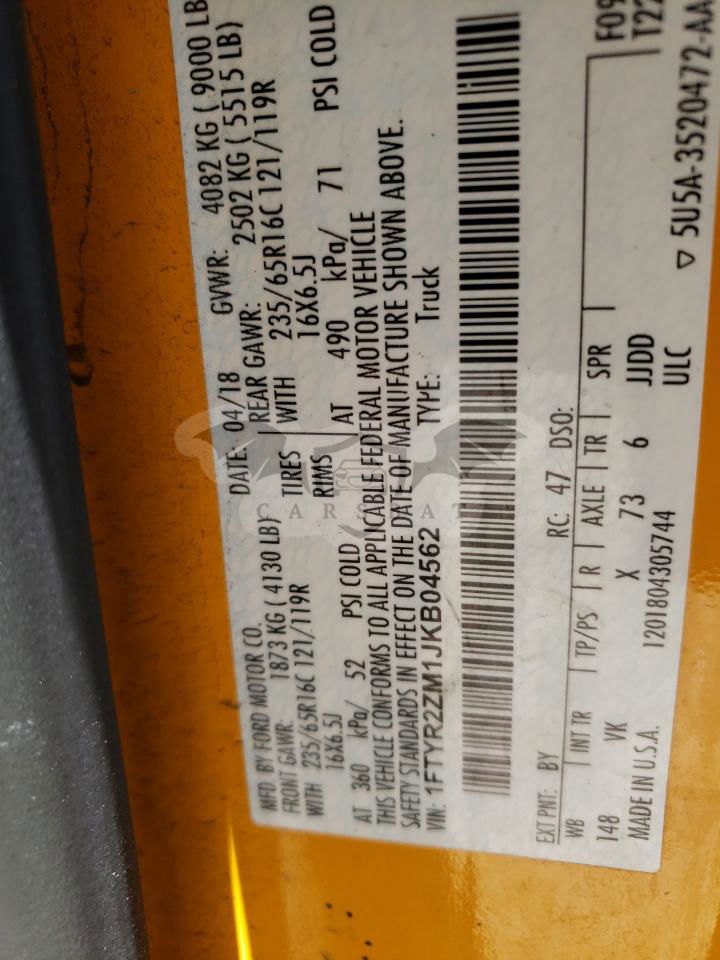 MFD. BY FORD MOTOR CO. DATE: 04/18 GVWR: 4082 KG ( 9000 LB
FRONT GAWR: 1873 KG ( 4130 LB) REAR GAWR: 2502 KG ( 5515 LB)
WITH 235/65R16C 121/119R TIRES WITH 235/65R16C 121/119R
16X6.5J RIMS 16X6.5J
AT 360 kPa/ 52 PSI COLD AT 490 kPa/ 71 PSI COLD
THIS VEHICLE CONFORMS TO ALL APPLICABLE FEDERAL MOTOR VEHICLE
SAFETY STANDARDS IN EFFECT ON THE DATE OF MANUFACTURE SHOWN ABOVE.
VIN: 1FTYR2ZM1JKB04562 TYPE: Truck
EXT PNT: BY RC: 47 DSO: F09
WB INT TR TP/PS R AXLE TR SPR T22
148 VK X 73 6 JJDD
MADE IN U.S.A. 1201804305744 ULC ▽ 5U5A-3520472-AA